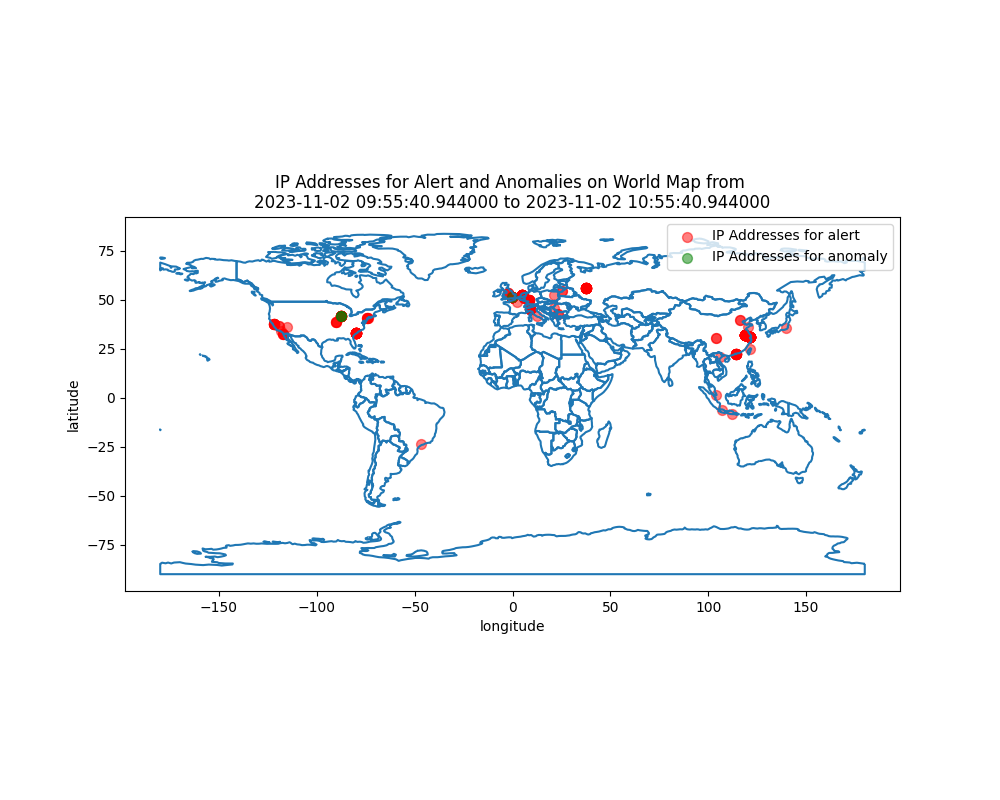 IP Addresses for Alert and Anomalies on World Map from
2023-11-02 09:55:40.944000 to 2023-11-02 10:55:40.944000
IP Addresses for alert
IP Addresses for anomaly
75
50
25
0
−25
−50
−75
latitude
−150
−100
−50
0
50
100
150
longitude